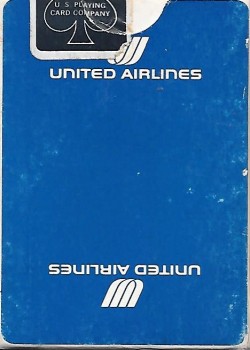 U S PLAYING
CARD COMPANY
UNITED AIRLINES
UNITED AIRLINES